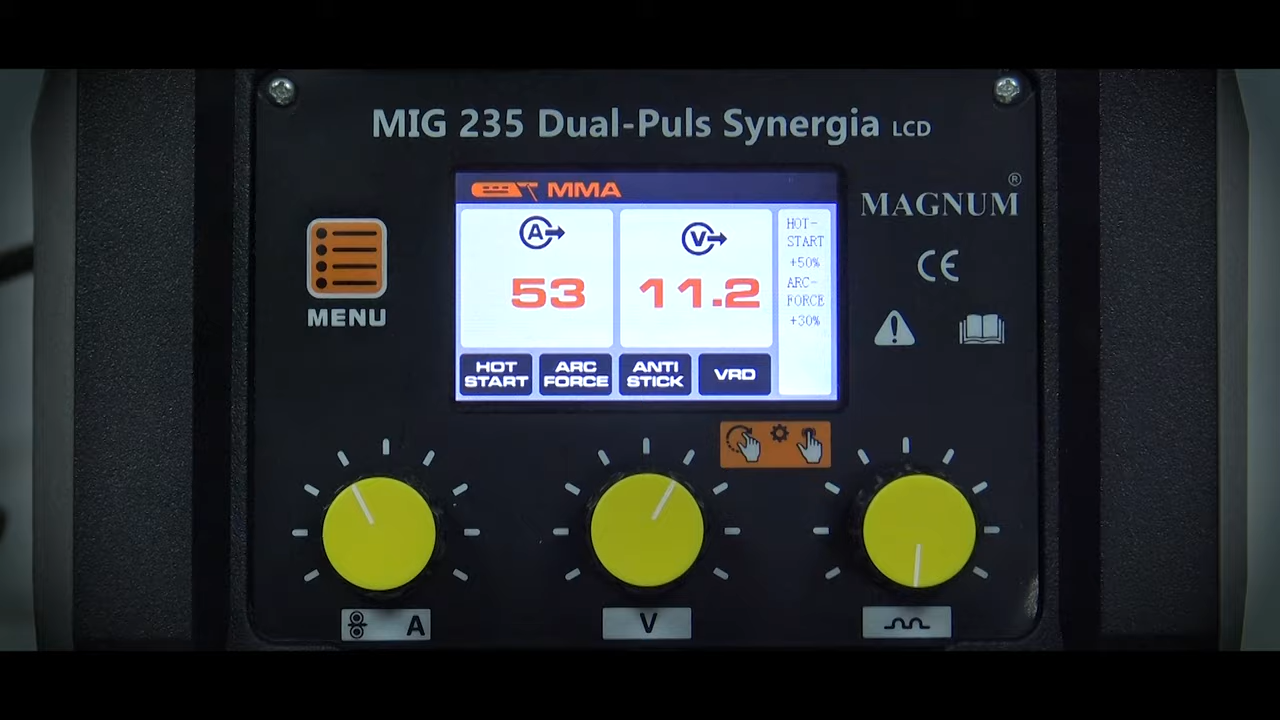 MIG 235 Dual-Puls Synergia LCD
MMA
MAGNUM®
A
V
HOT-
START
+50%
ARC-
FORCE
+30%
53
11.2
CE
MENU
HOT
START
ARC
FORCE
ANTI
STICK
VRD
A
V